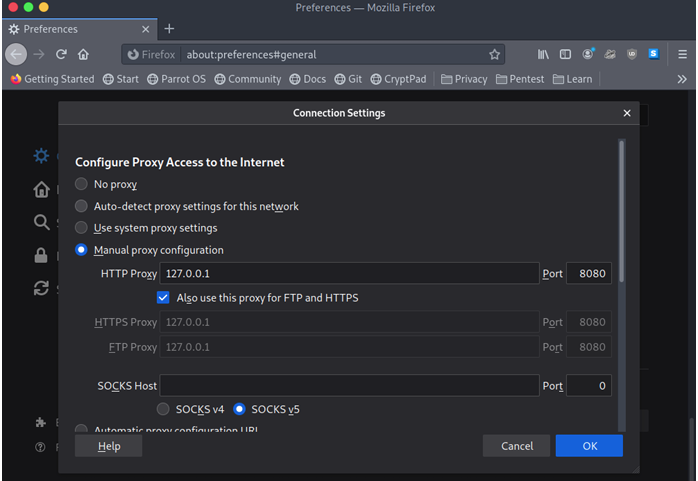 Preferences — Mozilla Firefox
Preferences
Firefox about:preferences#general
Getting Started Start Parrot OS Community Docs Git CryptPad Privacy Pentest Learn
Connection Settings
Configure Proxy Access to the Internet
No proxy
Auto-detect proxy settings for this network
Use system proxy settings
Manual proxy configuration
HTTP Proxy 127.0.0.1 Port 8080
Also use this proxy for FTP and HTTPS
HTTPS Proxy 127.0.0.1 Port 8080
FTP Proxy 127.0.0.1 Port 8080
SOCKS Host Port 0
SOCKS v4 SOCKS v5
Automatic proxy configuration URL
Help Cancel OK